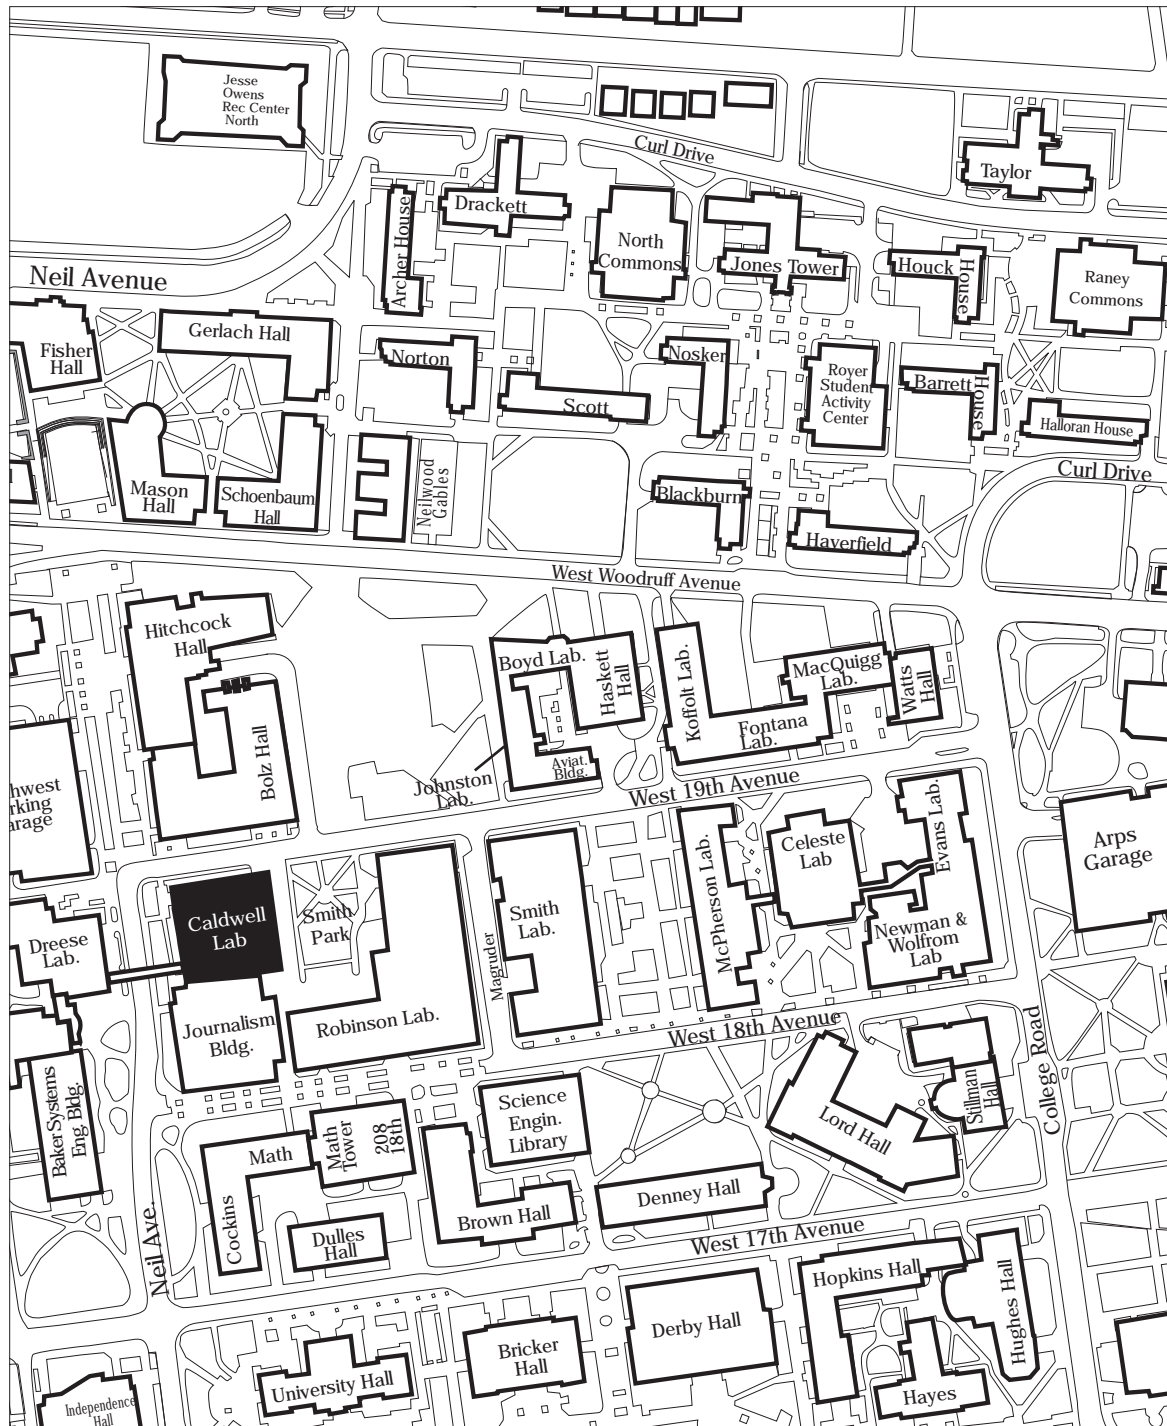 Jesse
Owens
Rec Center
North
Curl Drive
Taylor
Drackett
Archer House
North
Commons
Jones Tower
Houck
House
Raney
Commons
Neil Avenue
Gerlach Hall
Fisher
Hall
Norton
Nosker
Scott
Royer
Student
Activity
Center
Barrett
House
Halloran House
Curl Drive
Mason
Hall
Schoenbaum
Hall
Neilwood
Gables
Blackburn
Haverfield
West Woodruff Avenue
Hitchcock
Hall
Boyd Lab.
Haskett
Hall
Koffolt Lab.
MacQuigg
Lab.
Watts
Hall
Fontana
Lab.
Bolz Hall
Aviat.
Bldg.
Johnston
Lab.
hwest
rking
arage
West 19th Avenue
McPherson Lab.
Celeste
Lab
Evans Lab.
Arps
Garage
Caldwell
Lab
Smith
Park
Smith
Lab.
Magruder
Newman &
Wolfrom
Lab
Dreese
Lab.
Journalism
Bldg.
Robinson Lab.
West 18th Avenue
College Road
Baker Systems
Eng. Bldg.
Science
Engin.
Library
Lord Hall
Stillman
Hall
Math
Math
Tower
208
18th
Cockins
Dulles
Hall
Brown Hall
Denney Hall
Neil Ave.
West 17th Avenue
Hopkins Hall
Hughes Hall
Derby Hall
Bricker
Hall
University Hall
Hayes
Independence
Hall